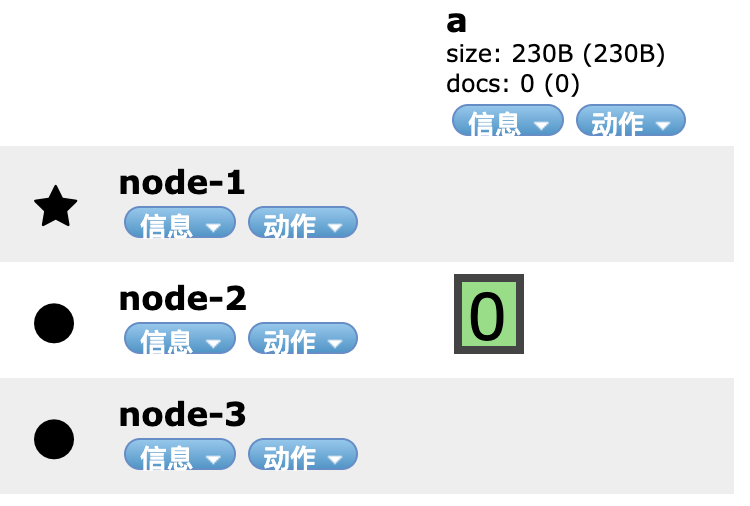 a
size: 230B (230B)
docs: 0 (0)
信息 动作
node-1
信息 动作
node-2
信息 动作
0
node-3
信息 动作